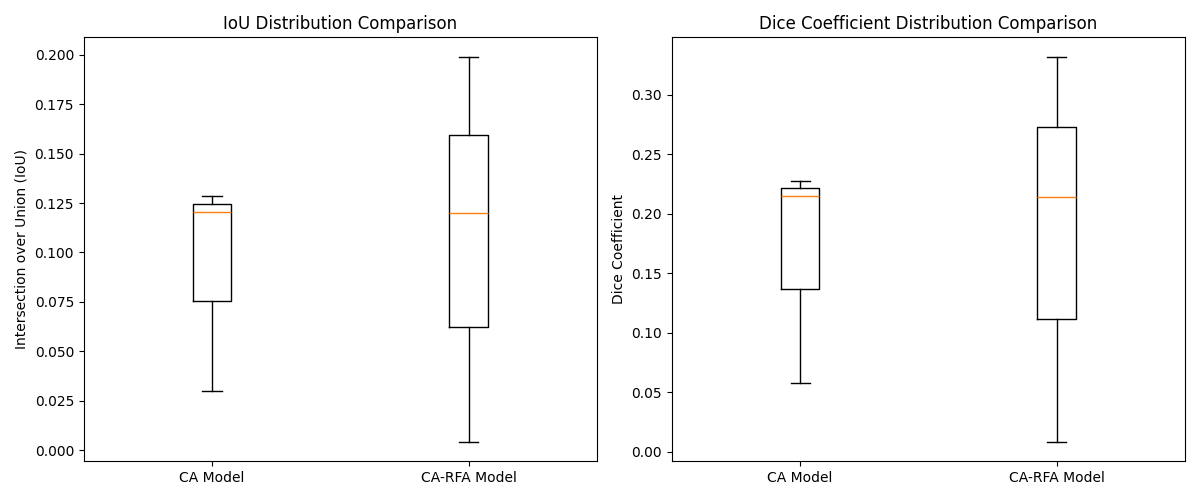 IoU Distribution Comparison
Intersection over Union (IoU)
0.200
0.175
0.150
0.125
0.100
0.075
0.050
0.025
0.000
CA Model
CA-RFA Model
Dice Coefficient Distribution Comparison
Dice Coefficient
0.30
0.25
0.20
0.15
0.10
0.05
0.00
CA Model
CA-RFA Model